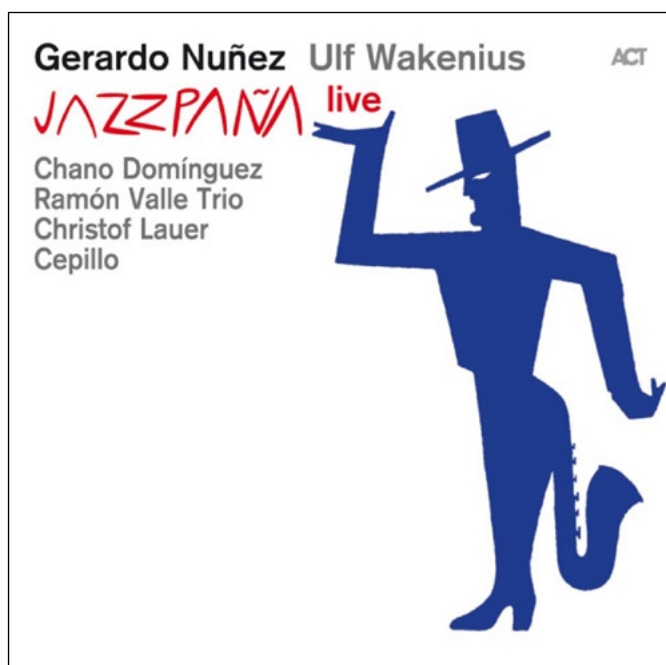 Gerardo Nuñez Ulf Wakenius
ACT
JAZZPAÑA live
Chano Domínguez
Ramón Valle Trio
Christof Lauer
Cepillo